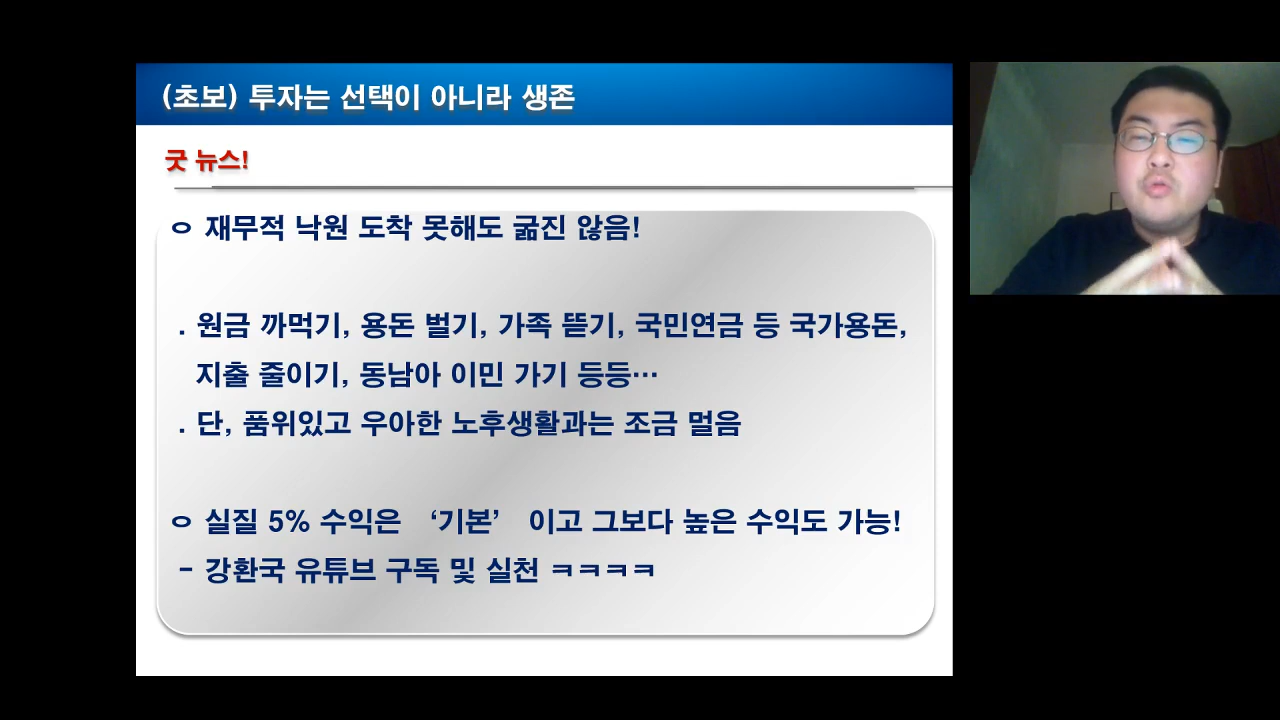 (초보) 투자는 선택이 아니라 생존
굿 뉴스!
ㅇ 재무적 낙원 도착 못해도 굶진 않음!
. 원금 까먹기, 용돈 벌기, 가족 뜯기, 국민연금 등 국가용돈,
지출 줄이기, 동남아 이민 가기 등등…
. 단, 품위있고 우아한 노후생활과는 조금 멀음
ㅇ 실질 5% 수익은 ‘기본’ 이고 그보다 높은 수익도 가능!
- 강환국 유튜브 구독 및 실천 ㅋㅋㅋㅋ